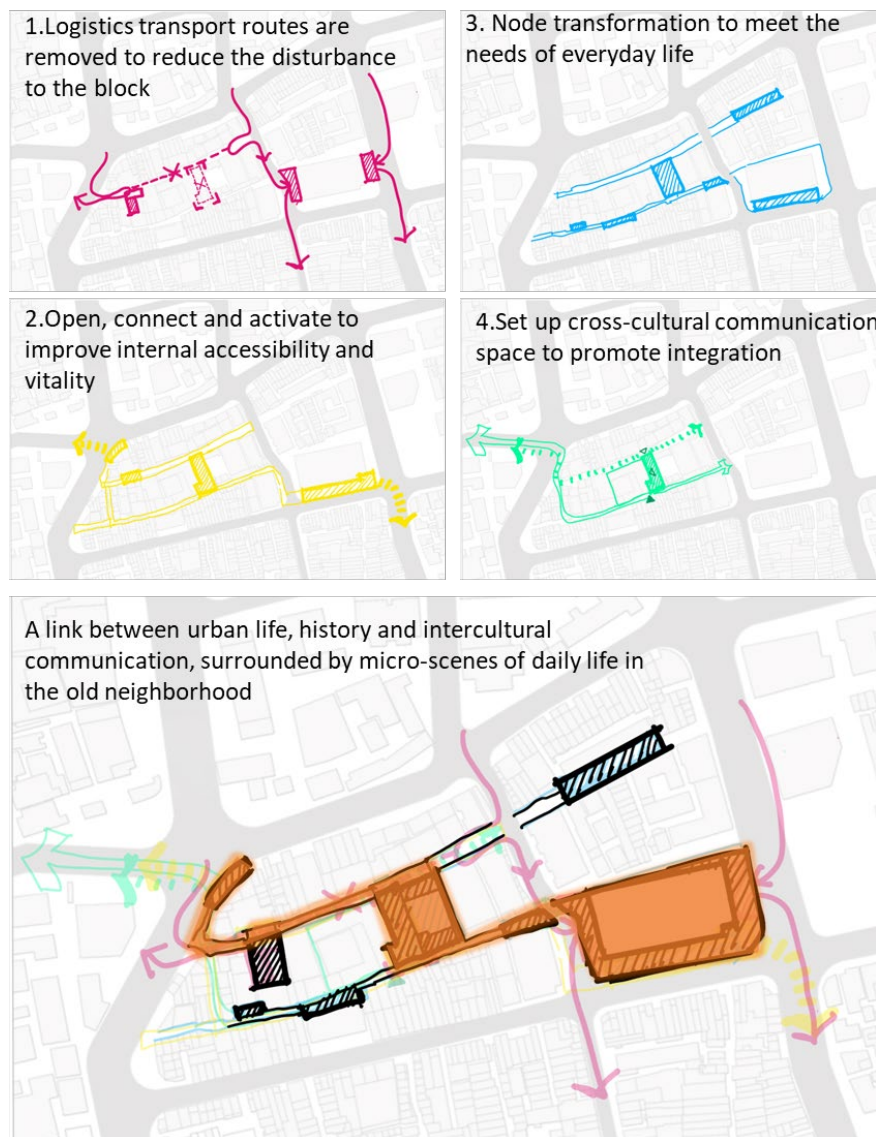 1.Logistics transport routes are
removed to reduce the disturbance
to the block
3. Node transformation to meet the
needs of everyday life
2.Open, connect and activate to
improve internal accessibility and
vitality
4.Set up cross-cultural communication
space to promote integration
A link between urban life, history and intercultural
communication, surrounded by micro-scenes of daily life in
the old neighborhood